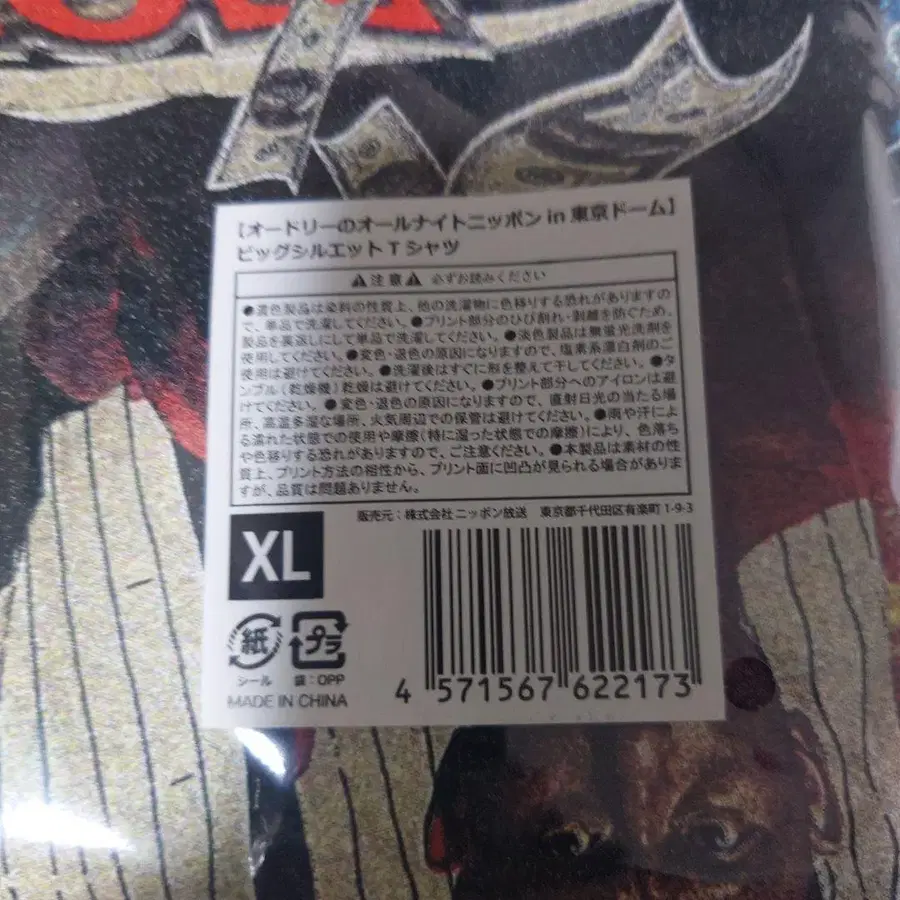 【オードリーのオールナイトニッポン in 東京ドーム】
ビッグシルエットTシャツ
⚠注意⚠ 必ずお読みください
●濃色製品は染料の性質上、他の洗濯物に色移りする恐れがありますの
で、単品で洗濯してください。●プリント部分のひび割れ・剥離を防ぐため、
製品を裏返しにして単品で洗濯してください。●淡色製品は無蛍光洗剤をご
使用してください。●変色・退色の原因になりますので、塩素系漂白剤のご
使用は避けてください。●洗濯後はすぐに形を整えて干してください。●タ
ンブル(乾燥機)乾燥は避けてください。●プリント部分へのアイロンは避
けてください。●変色・退色の原因になりますので、直射日光の当たる場
所、高温多湿な場所、火気周辺での保管は避けてください。●雨や汗によ
る濡れた状態での使用や摩擦(特に湿った状態での摩擦)により、色落ち
や色移りする恐れがありますので、ご注意ください。●本製品は素材の性
質上、プリント方法の相性から、プリント面に凹凸が見られる場合がありま
すが、品質は問題ありません。
販売元:株式会社ニッポン放送 東京都千代田区有楽町1-9-3
XL
紙 プラ
シール 袋:OPP
MADE IN CHINA
4 571567 622173